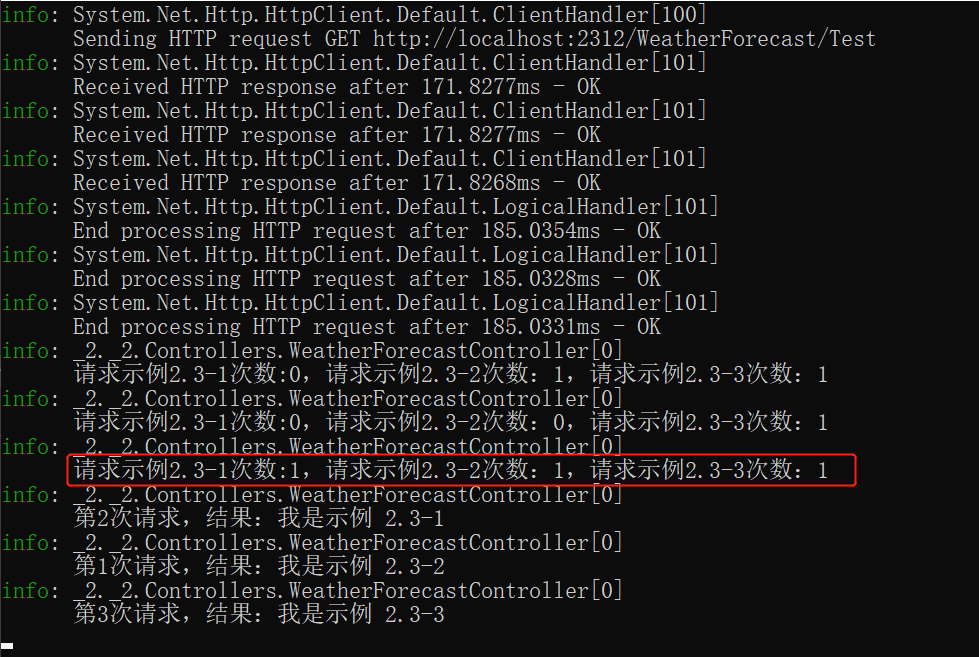 info: System.Net.Http.HttpClient.Default.ClientHandler[100]
Sending HTTP request GET http://localhost:2312/WeatherForecast/Test
info: System.Net.Http.HttpClient.Default.ClientHandler[101]
Received HTTP response after 171.8277ms - OK
info: System.Net.Http.HttpClient.Default.ClientHandler[101]
Received HTTP response after 171.8277ms - OK
info: System.Net.Http.HttpClient.Default.ClientHandler[101]
Received HTTP response after 171.8268ms - OK
info: System.Net.Http.HttpClient.Default.LogicalHandler[101]
End processing HTTP request after 185.0354ms - OK
info: System.Net.Http.HttpClient.Default.LogicalHandler[101]
End processing HTTP request after 185.0328ms - OK
info: System.Net.Http.HttpClient.Default.LogicalHandler[101]
End processing HTTP request after 185.0331ms - OK
info: _2._2.Controllers.WeatherForecastController[0]
请求示例2.3-1次数:0，请求示例2.3-2次数：1，请求示例2.3-3次数：1
info: _2._2.Controllers.WeatherForecastController[0]
请求示例2.3-1次数:0，请求示例2.3-2次数：0，请求示例2.3-3次数：1
info: _2._2.Controllers.WeatherForecastController[0]
请求示例2.3-1次数:1，请求示例2.3-2次数：1，请求示例2.3-3次数：1
info: _2._2.Controllers.WeatherForecastController[0]
第2次请求，结果：我是示例 2.3-1
info: _2._2.Controllers.WeatherForecastController[0]
第1次请求，结果：我是示例 2.3-2
info: _2._2.Controllers.WeatherForecastController[0]
第3次请求，结果：我是示例 2.3-3